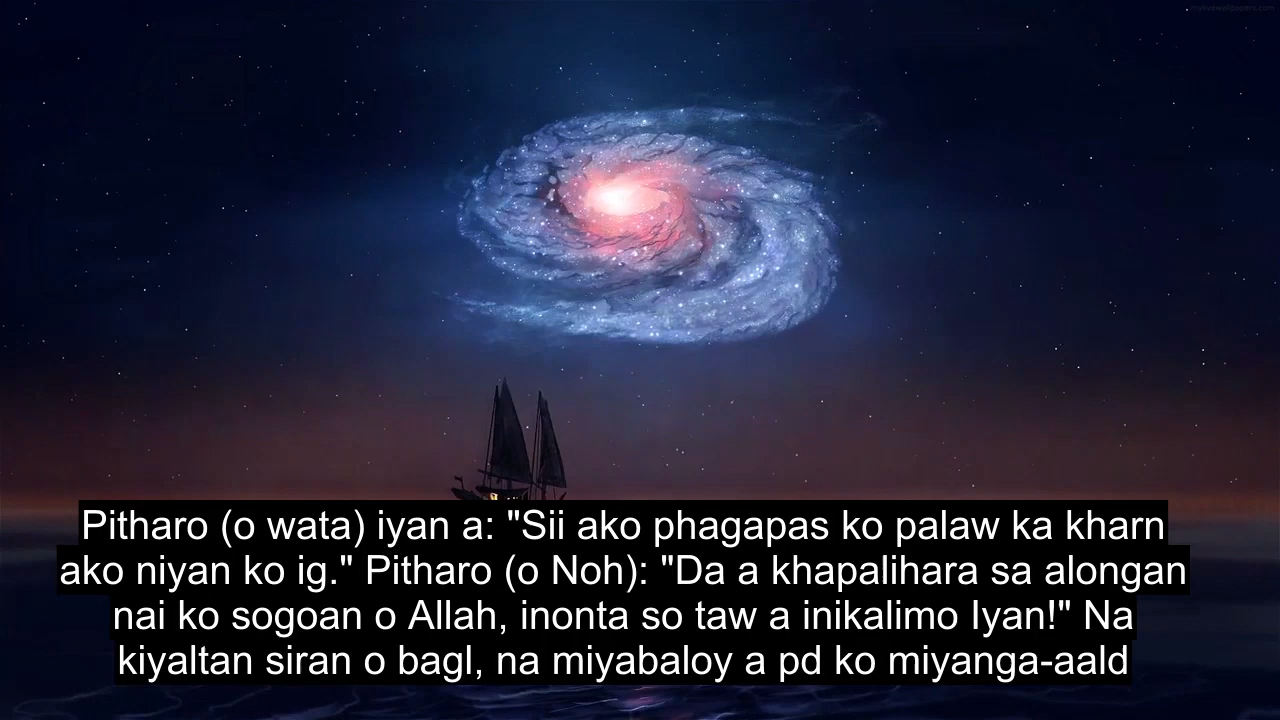 Pitharo (o wata) iyan a: "Sii ako phagapas ko palaw ka kharn
ako niyan ko ig." Pitharo (o Noh): "Da a khapalihara sa alongan
nai ko sogoan o Allah, inonta so taw a inikalimo Iyan!" Na
kiyaltan siran o bagl, na miyabaloy a pd ko miyanga-aald